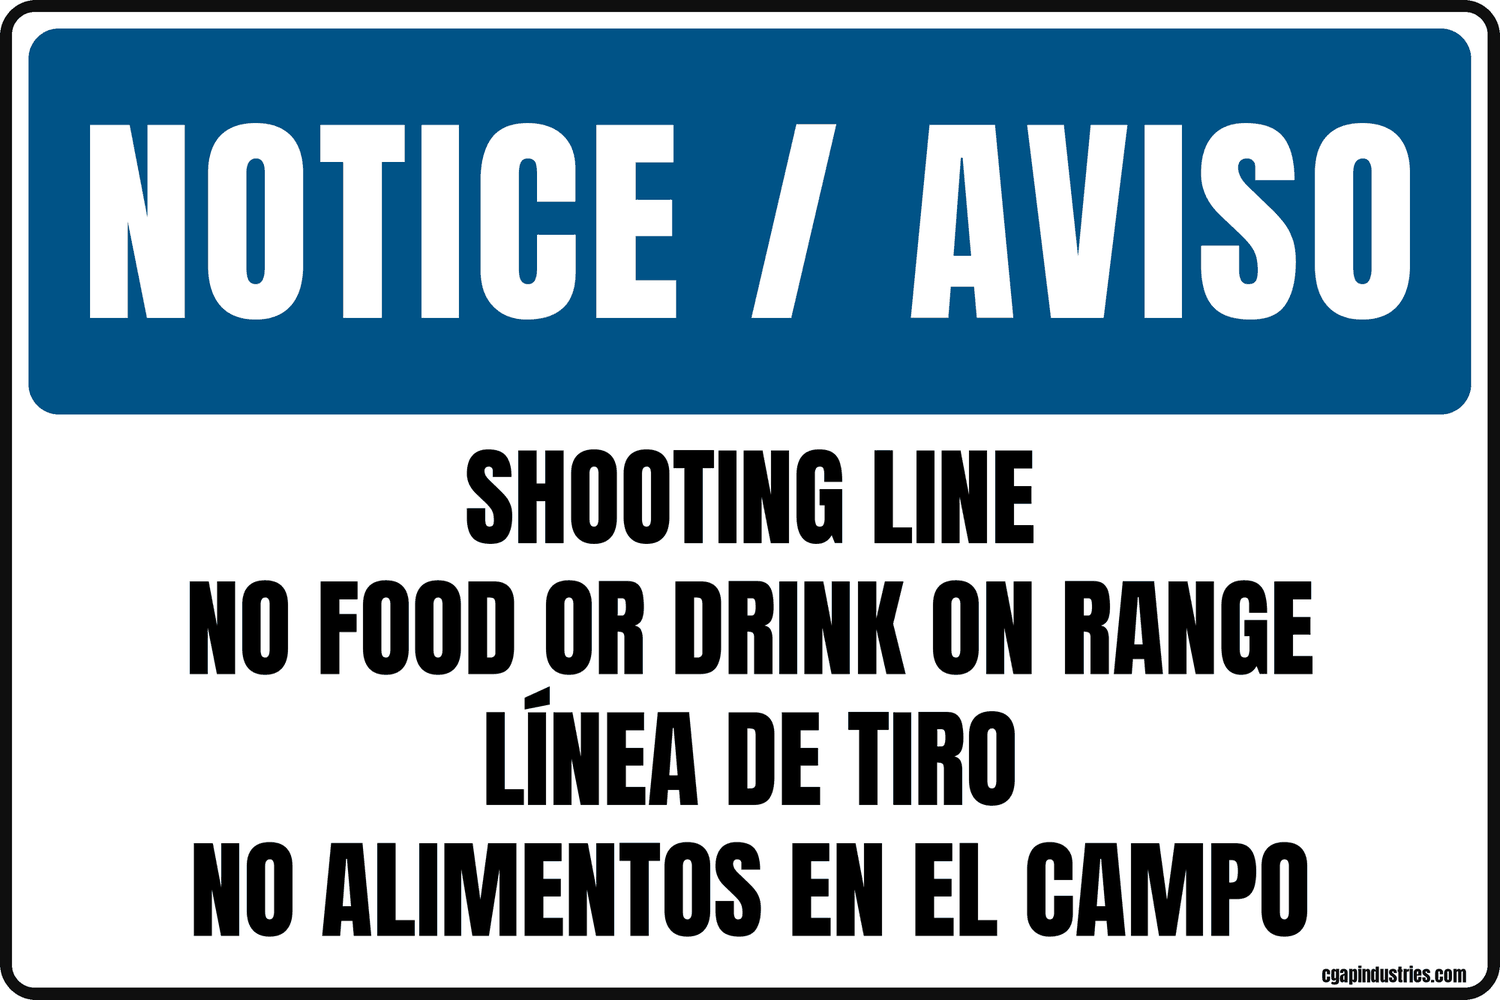 NOTICE / AVISO
SHOOTING LINE
NO FOOD OR DRINK ON RANGE
LÍNEA DE TIRO
NO ALIMENTOS EN EL CAMPO
cgapindustries.com